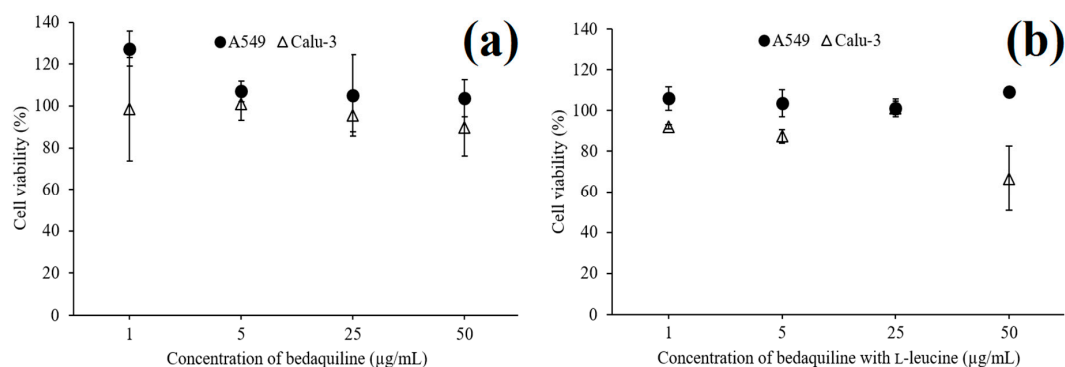 (a)
A549 Calu-3
Cell viability (%)
140
120
100
80
60
40
20
0
1 5 25 50
Concentration of bedaquiline (µg/mL)
(b)
A549 Calu-3
Cell viability (%)
140
120
100
80
60
40
20
0
1 5 25 50
Concentration of bedaquiline with L-leucine (µg/mL)